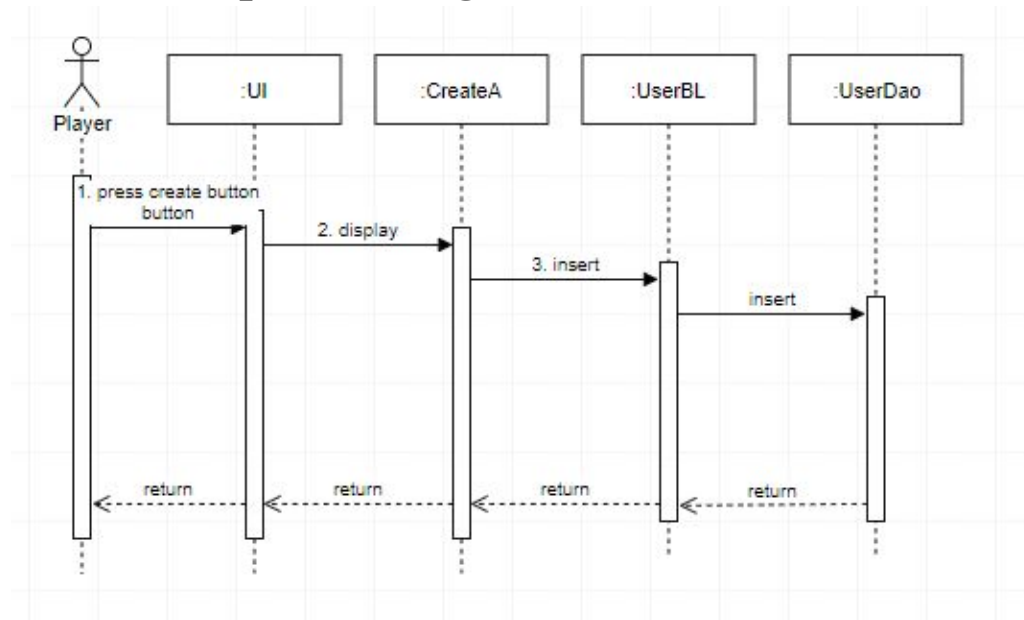 :UI
:CreateA
:UserBL
:UserDao
Player
1. press create button
button
2. display
3. insert
insert
return
return
return
return